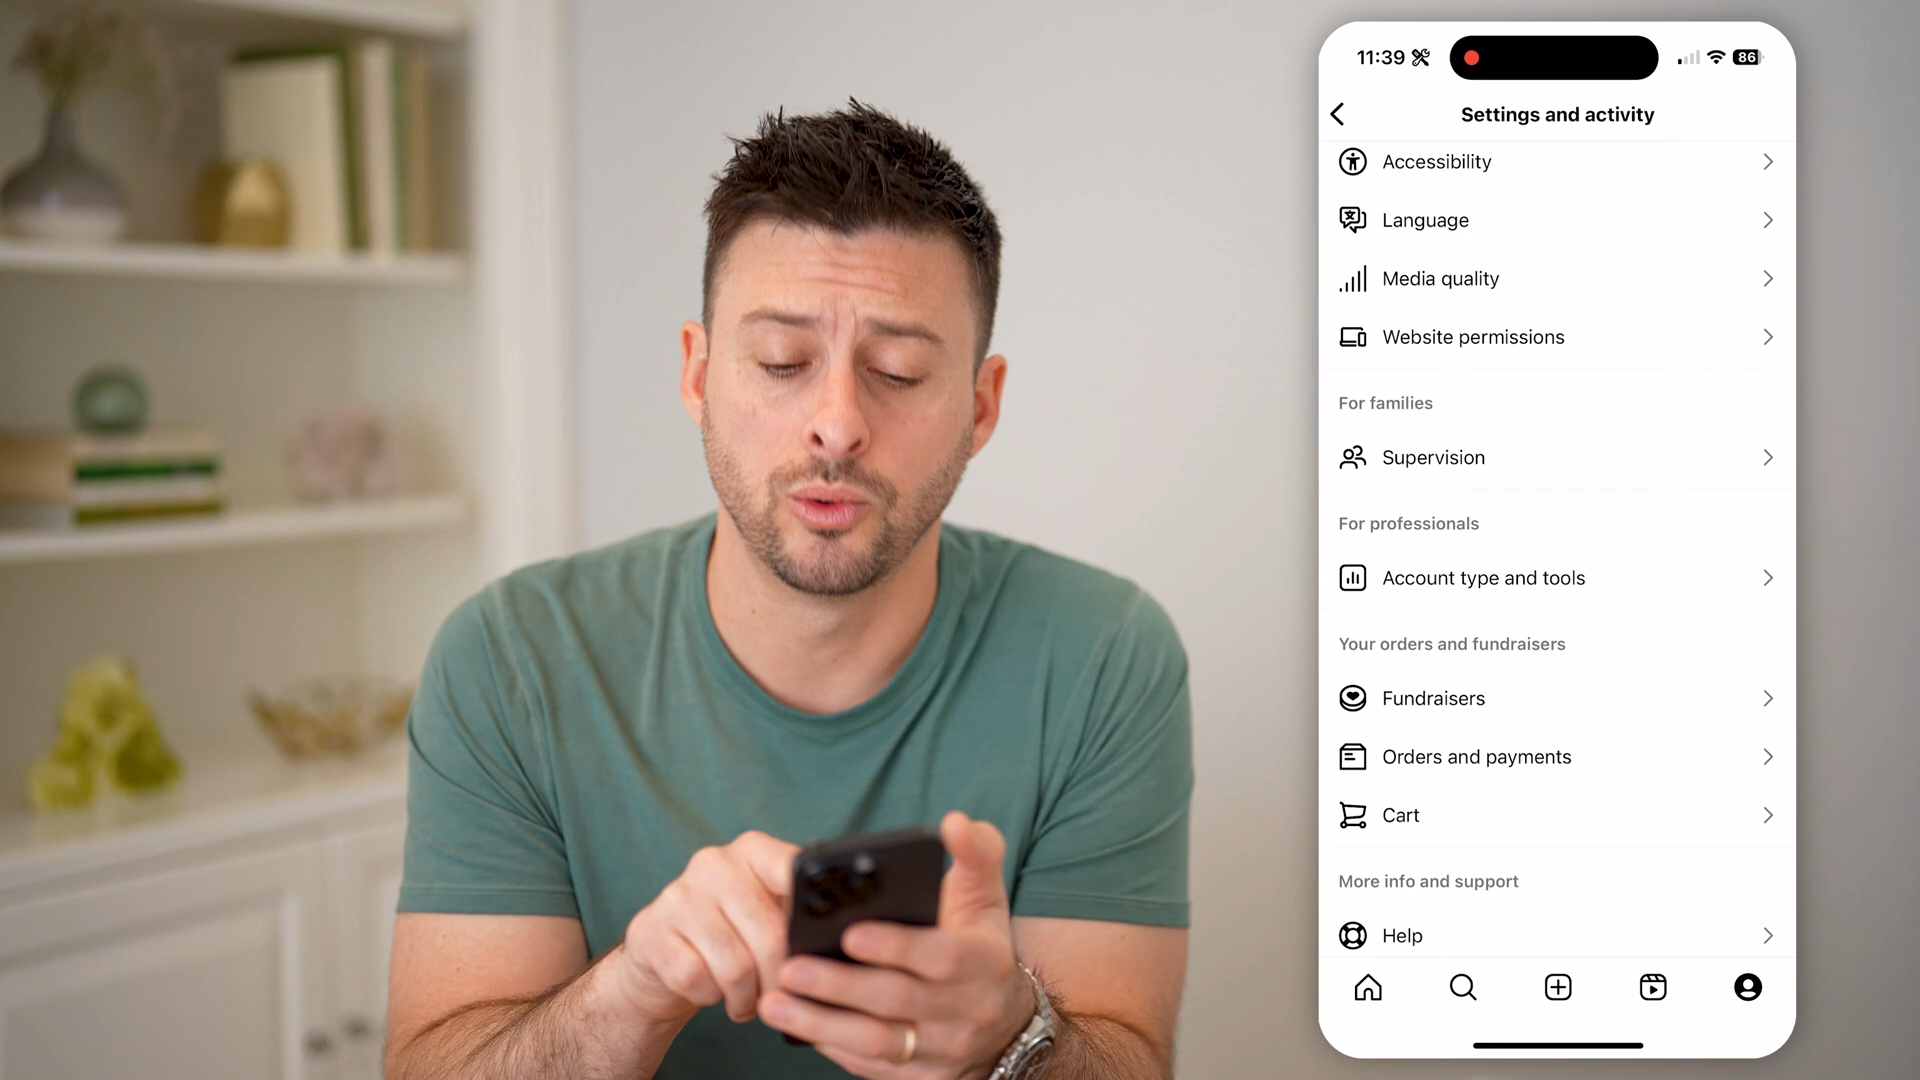 11:39
86
Settings and activity
Accessibility
Language
Media quality
Website permissions
For families
Supervision
For professionals
Account type and tools
Your orders and fundraisers
Fundraisers
Orders and payments
Cart
More info and support
Help